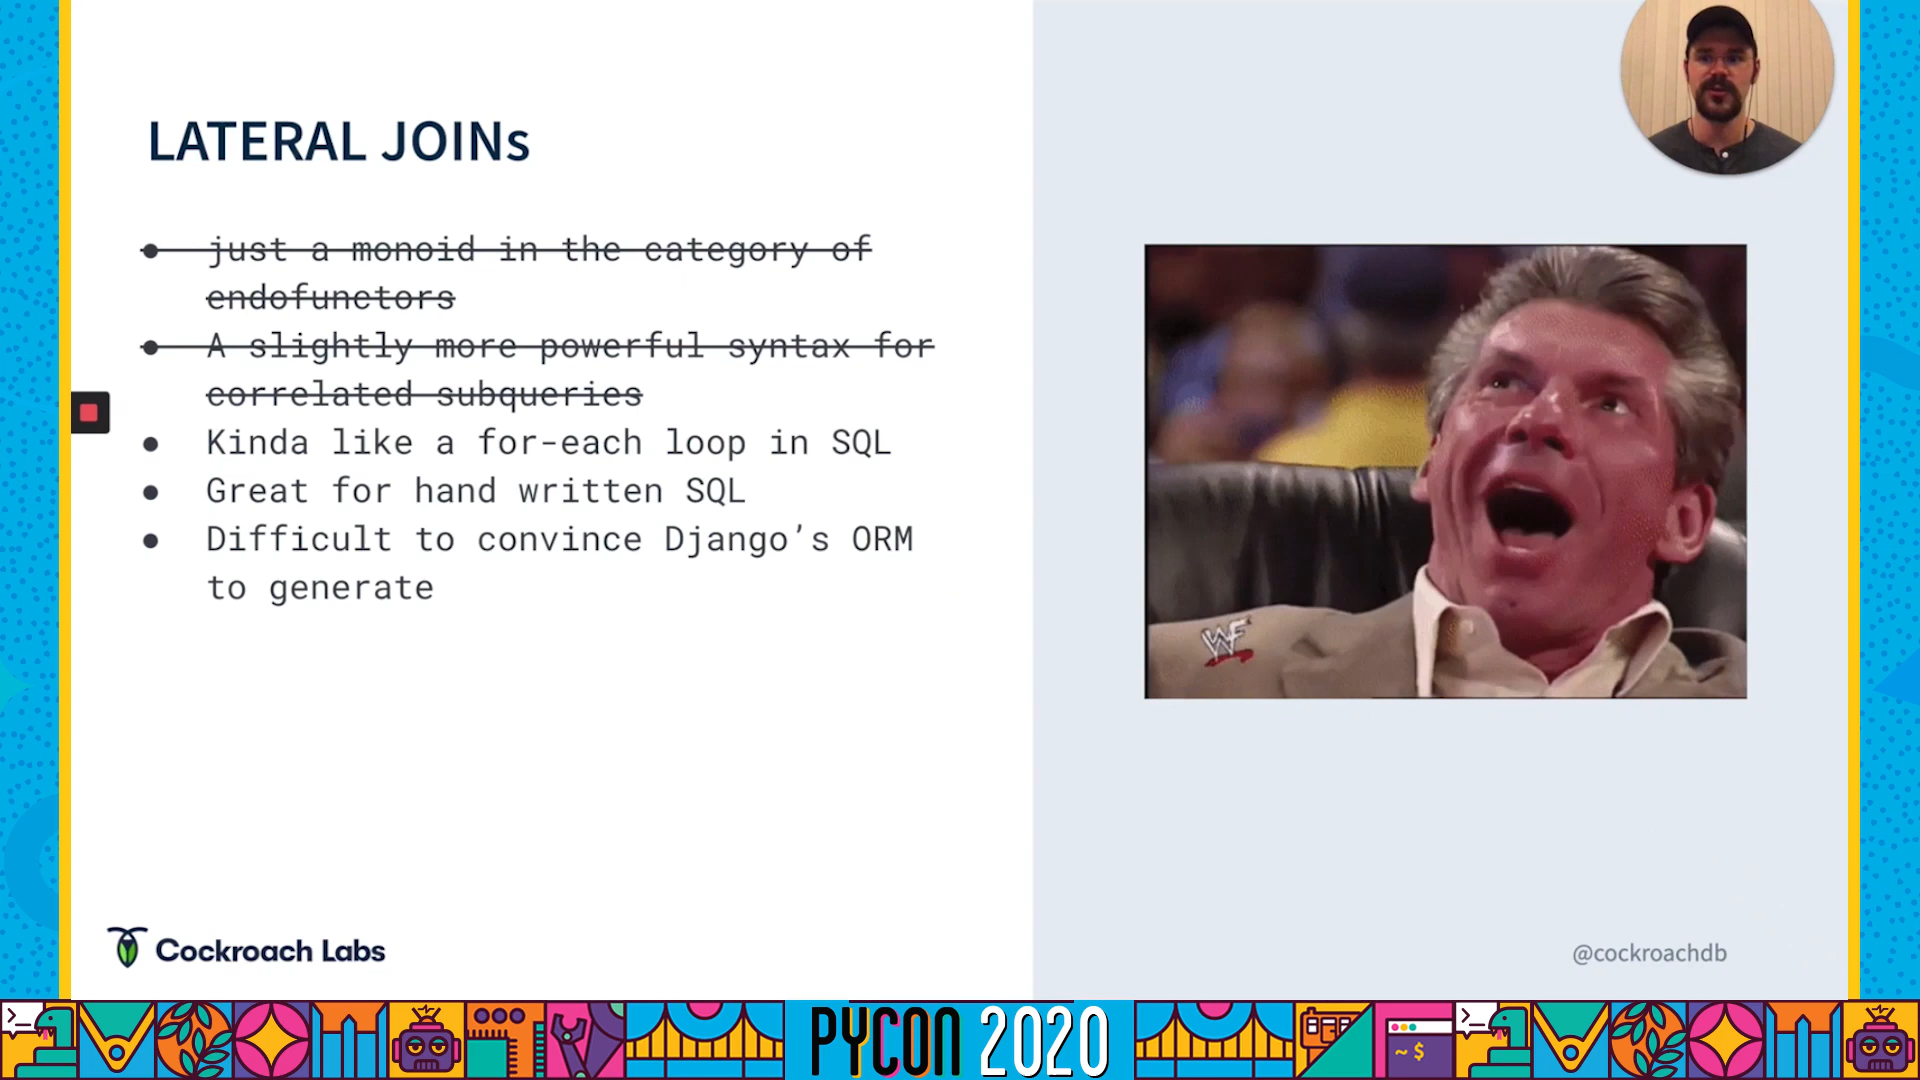 LATERAL JOINs
just a monoid in the category of
endofunctors
A slightly more powerful syntax for
correlated subqueries
Kinda like a for-each loop in SQL
Great for hand written SQL
Difficult to convince Django’s ORM
to generate
WF
Cockroach Labs
@cockroachdb
PYCON 2020
~ $